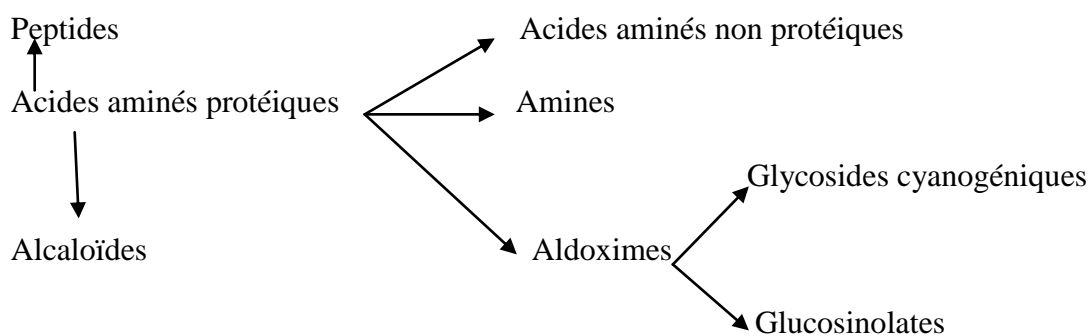 Peptides
Acides aminés non protéiques
Acides aminés protéiques
Amines
Glycosides cyanogéniques
Alcaloïdes
Aldoximes
Glucosinolates